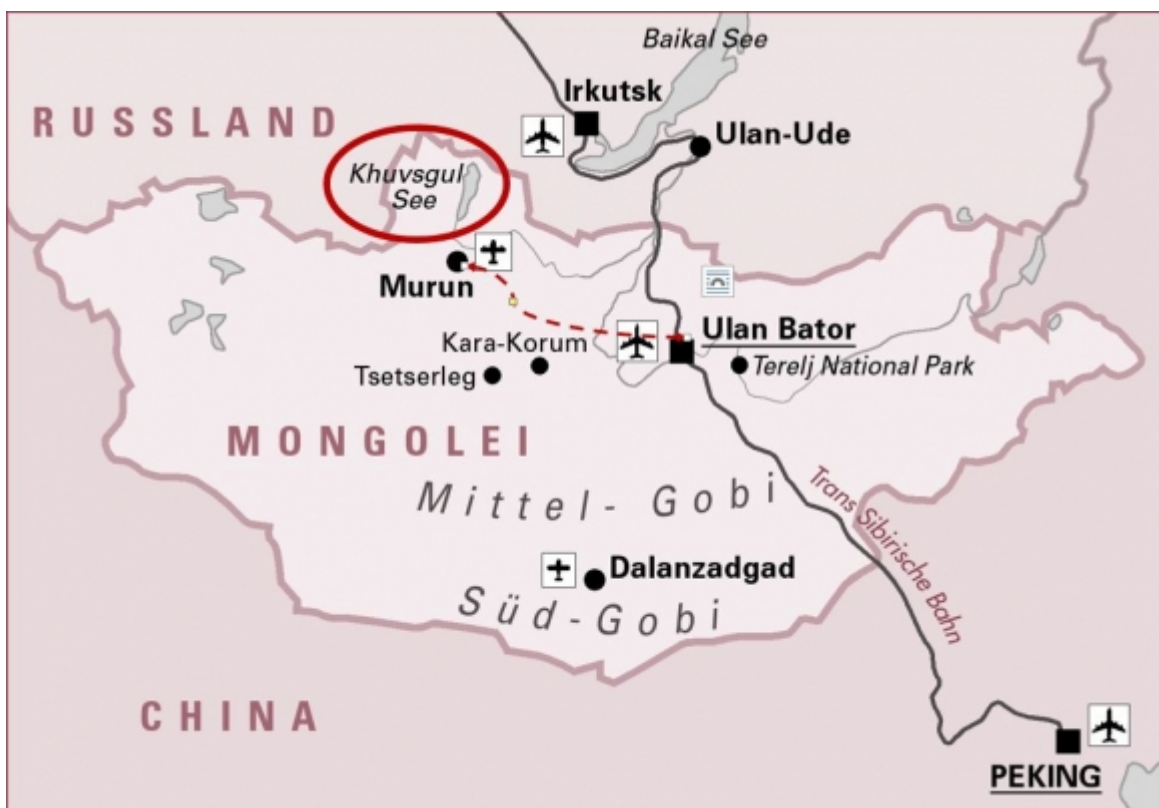 Baikal See
Irkutsk
RUSSLAND
Ulan-Ude
Khuvsgul
See
Murun
Ulan Bator
Kara-Korum
Terelj National Park
Tsetserleg
MONGOLEI
Mittel- Gobi
Trans Sibirische Bahn
Dalanzadgad
Süd-Gobi
CHINA
PEKING